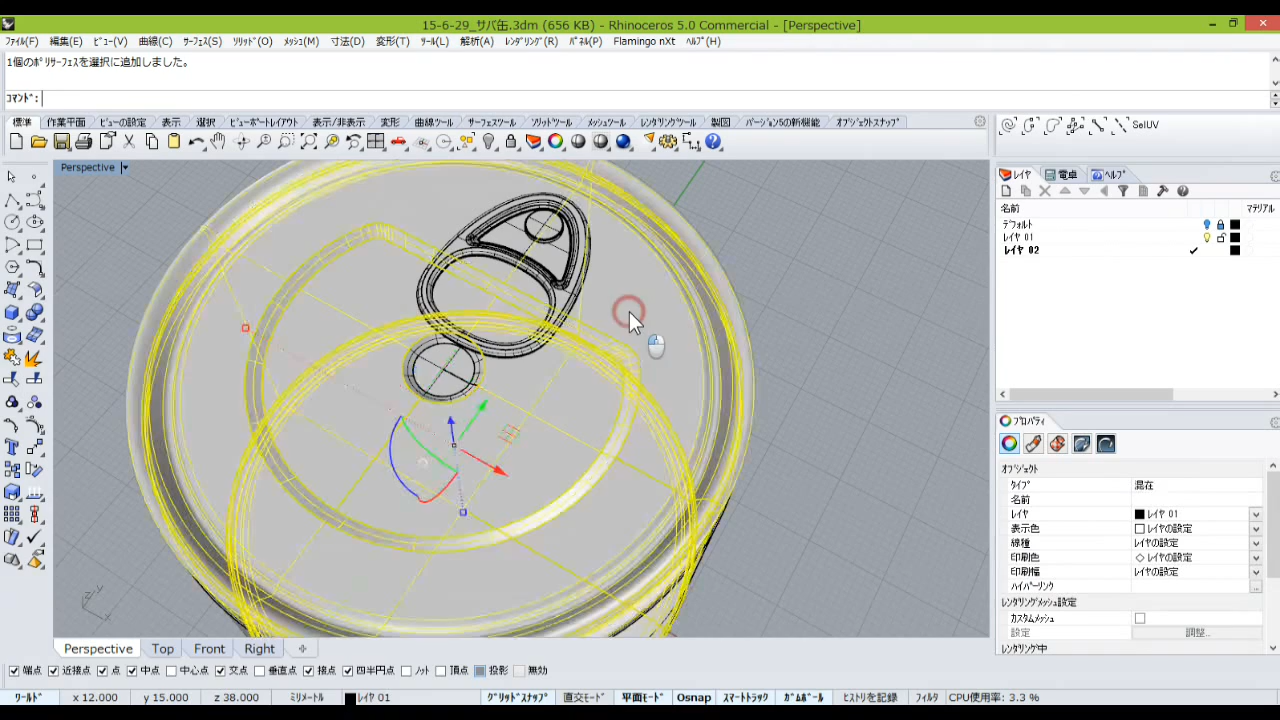 15-6-29_サバ缶.3dm (656 KB) - Rhinoceros 5.0 Commercial - [Perspective]
ﾌｧｲﾙ(F) 編集(E) ﾋﾞｭｰ(V) 曲線(C) ｻｰﾌｪｽ(S) ｿﾘｯﾄﾞ(O) ﾒｯｼｭ(M) 寸法(D) 変形(T) ﾂｰﾙ(L) 解析(A) ﾚﾝﾀﾞﾘﾝｸﾞ(R) ﾊﾟﾈﾙ(P) Flamingo nXt ﾍﾙﾌﾟ(H)
1個のﾎﾟﾘｻｰﾌｪｽを選択に追加しました。
ｺﾏﾝﾄﾞ:
標準 作業平面 ビューの設定 表示 選択 ビューポートレイアウト 表示/非表示 変形 曲線ツール サーフェスツール ソリッドツール メッシュツール レンダリングツール 製図 バージョン5の新機能 オブジェクトスナップ
SelUV
Perspective
レイヤ 電卓 ヘルプ
名前 マテリアル
デフォルト
レイヤ 01
レイヤ 02
プロパティ
オブジェクト
タイプ 混在
名前
レイヤ レイヤ 01
表示色 レイヤの設定
線種 レイヤの設定
印刷色 レイヤの設定
印刷幅 レイヤの設定
ハイパーリンク ...
レンダリングメッシュ設定
カスタムメッシュ
設定 調整...
レンダリング中
z y x
Perspective Top Front Right
端点 近接点 点 中点 中心点 交点 垂直点 接点 四半円点 ノット 頂点 投影 無効
ワールド x 12.000 y 15.000 z 38.000 ミリメートル レイヤ 01 グリッドスナップ 直交モード 平面モード Osnap スマートトラック ガムボール ヒストリを記録 フィルタ CPU使用率: 3.3 %